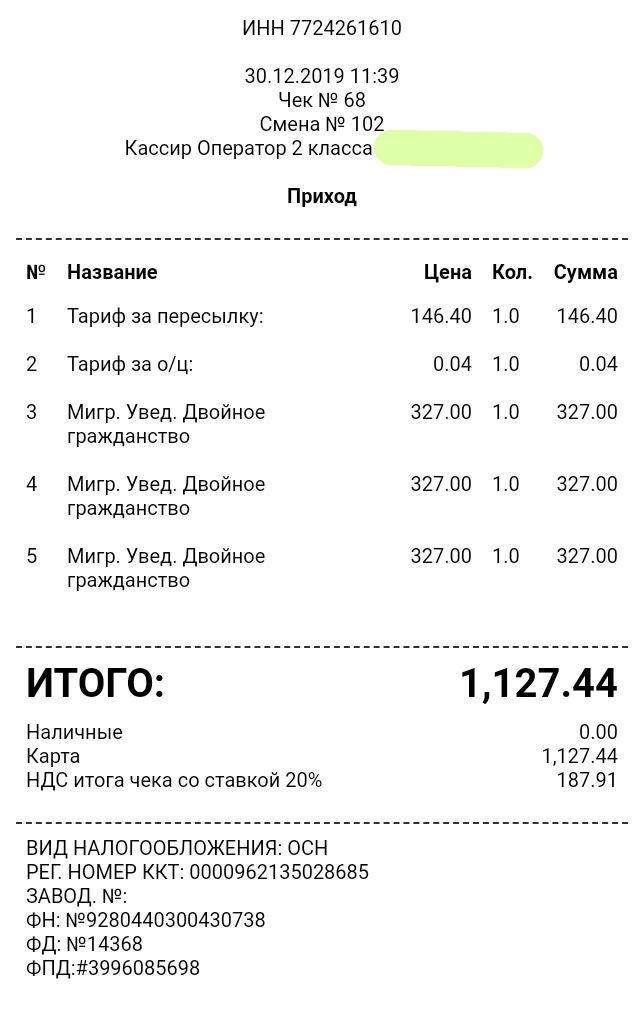 ИНН 7724261610
30.12.2019 11:39
Чек № 68
Смена № 102
Кассир Оператор 2 класса
Приход
№ Название Цена Кол. Сумма
1 Тариф за пересылку: 146.40 1.0 146.40
2 Тариф за о/ц: 0.04 1.0 0.04
3 Мигр. Увед. Двойное 327.00 1.0 327.00
гражданство
4 Мигр. Увед. Двойное 327.00 1.0 327.00
гражданство
5 Мигр. Увед. Двойное 327.00 1.0 327.00
гражданство
ИТОГО: 1,127.44
Наличные 0.00
Карта 1,127.44
НДС итога чека со ставкой 20% 187.91
ВИД НАЛОГООБЛОЖЕНИЯ: ОСН
РЕГ. НОМЕР ККТ: 0000962135028685
ЗАВОД. №:
ФН: №9280440300430738
ФД: №14368
ФПД:#3996085698